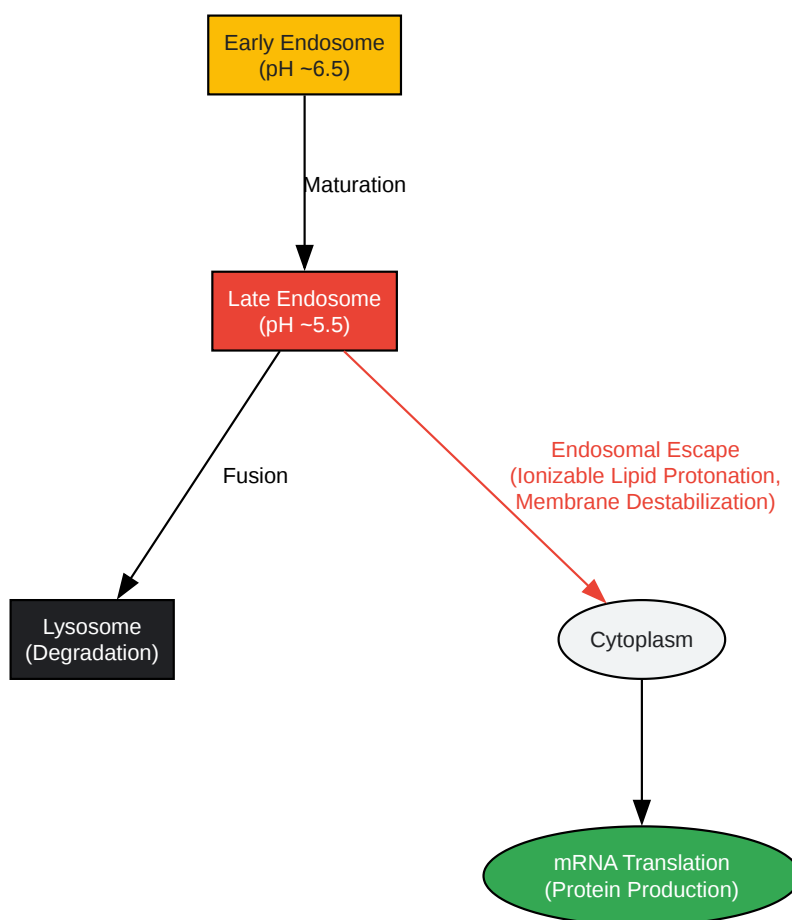 Early Endosome
(pH ~6.5)
Maturation
Late Endosome
(pH ~5.5)
Fusion
Endosomal Escape
(Ionizable Lipid Protonation,
Membrane Destabilization)
Lysosome
(Degradation)
Cytoplasm
mRNA Translation
(Protein Production)